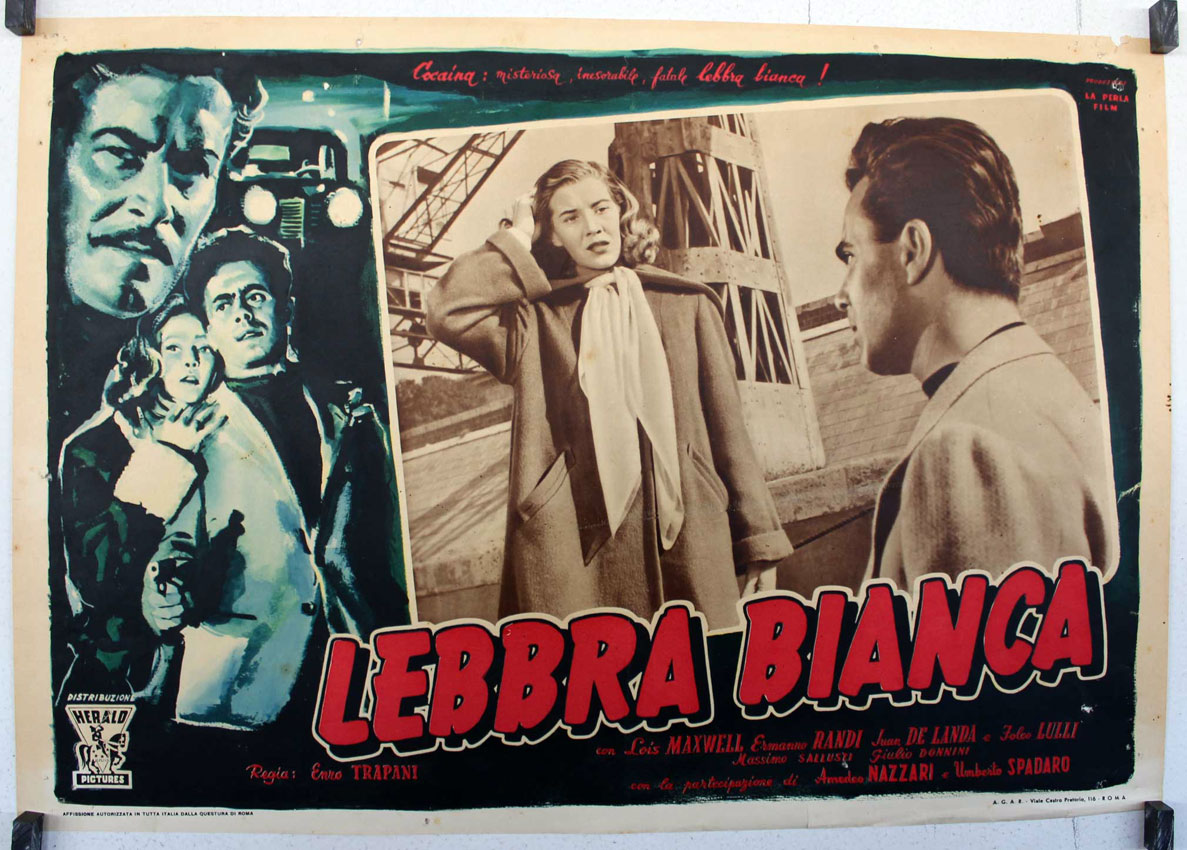 Cocaina: misteriosa, inesorabile, fatale lebbra bianca!
PRODUZIONE
LA PERLA
FILM
LEBBRA BIANCA
con Lois MAXWELL, Ermanno RANDI Juan DE LANDA e Folco LULLI
Massimo SALLUSTI Giulio DONNINI
con la partecipazione di Amedeo NAZZARI e Umberto SPADARO
Regia: Enzo TRAPANI
DISTRIBUZIONE
HERALD
PICTURES
AFFISSIONE AUTORIZZATA IN TUTTA ITALIA DALLA QUESTURA DI ROMA
A.G.A.R. - Viale Castro Pretorio, 116 - ROMA